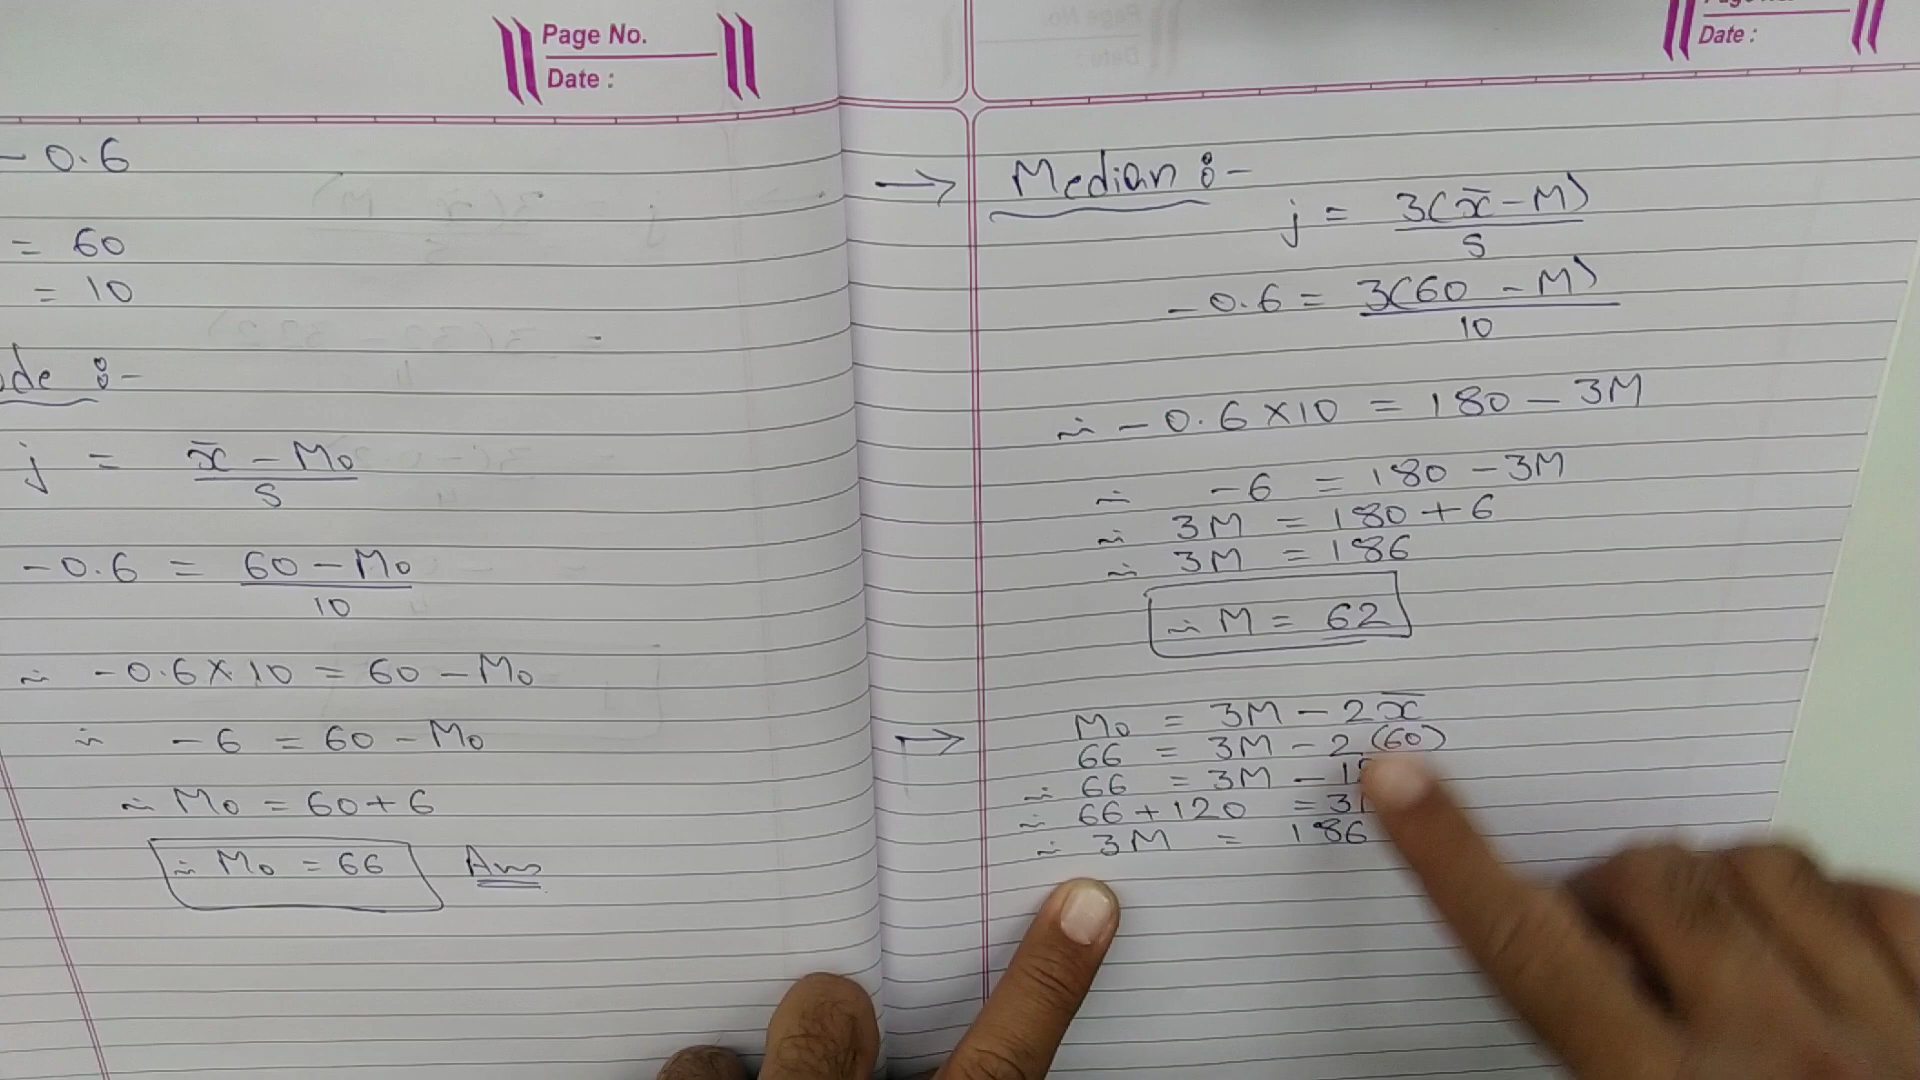 Page No.
Date :
- 0.6
= 60
= 10
ode :-
j = x̄ - Mo / S
-0.6 = 60 - Mo / 10
∴ -0.6 × 10 = 60 - Mo
∴ -6 = 60 - Mo
∴ Mo = 60 + 6
∴ Mo = 66 Ans
Date :
→ Median :-
j = 3(x̄ - M) / S
-0.6 = 3(60 - M) / 10
∴ -0.6 × 10 = 180 - 3M
∴ -6 = 180 - 3M
∴ 3M = 180 + 6
∴ 3M = 186
∴ M = 62
→ Mo = 3M - 2x̄
66 = 3M - 2(60)
∴ 66 = 3M - 1
∴ 66 + 120 = 3
∴ 3M = 186